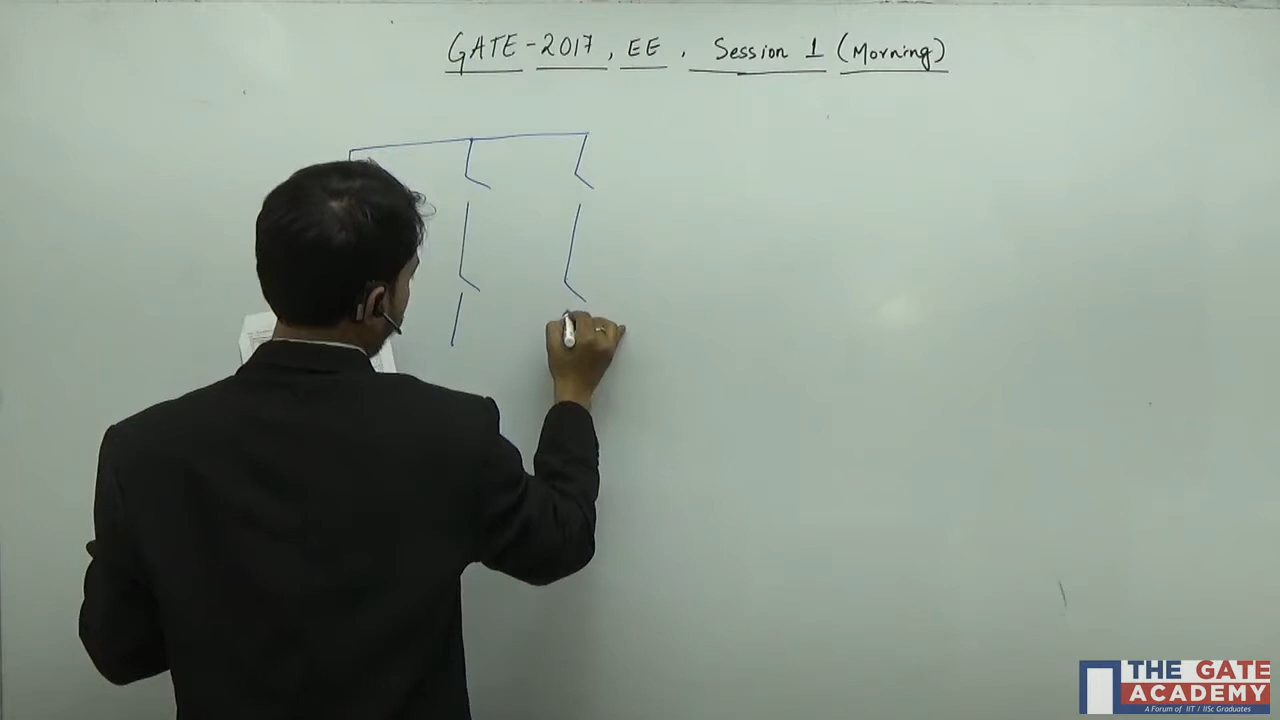 GATE-2017, EE, Session 1 (Morning)
THE GATE
ACADEMY
A Forum of IIT / IISc Graduates